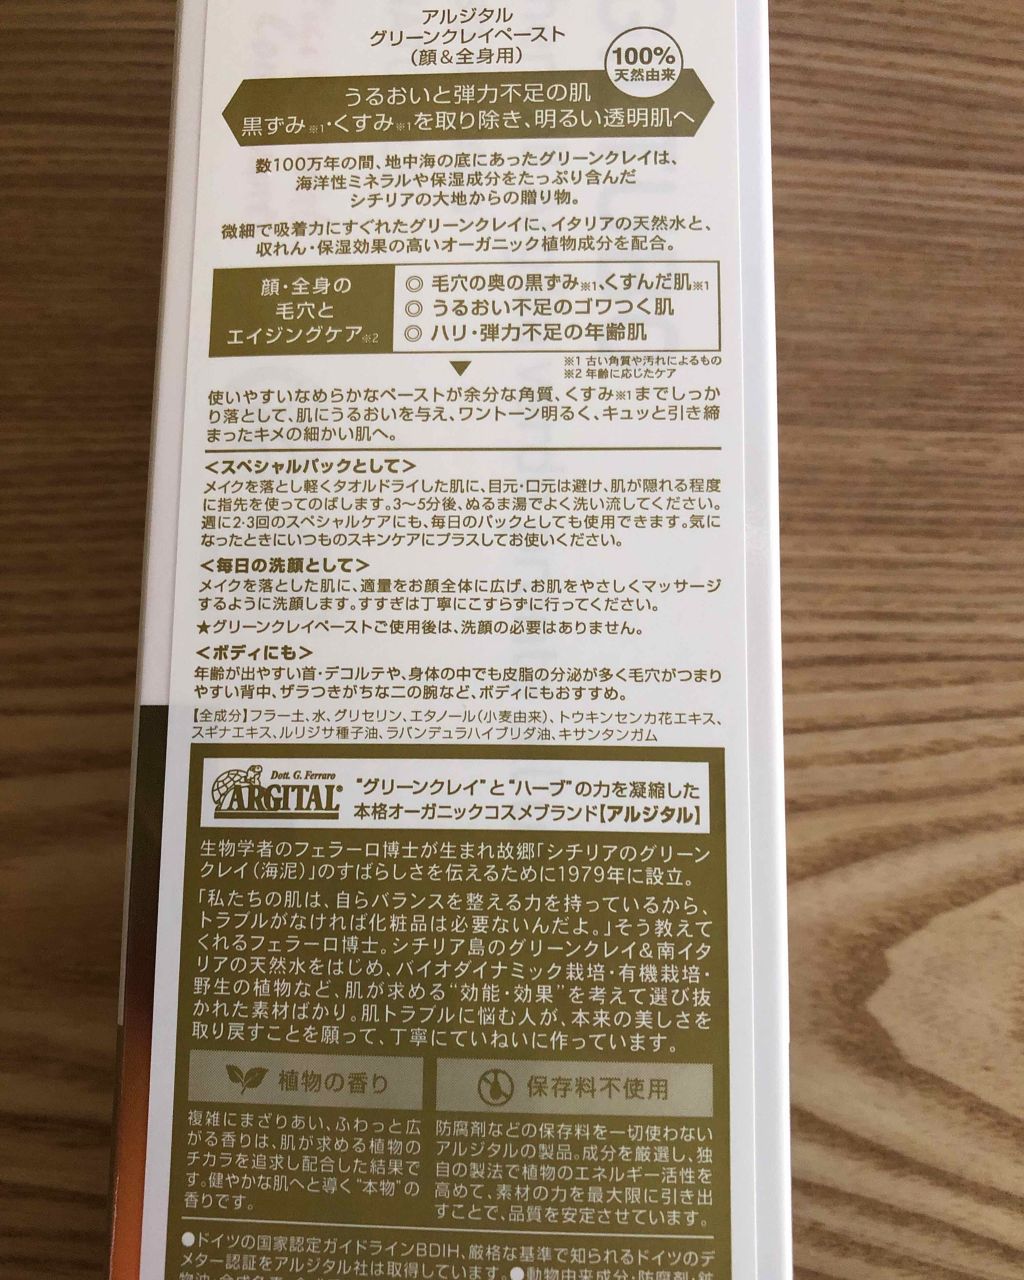 アルジタル
グリーンクレイペースト
(顔&全身用)
100%
天然由来
うるおいと弾力不足の肌
黒ずみ※1・くすみ※1を取り除き、明るい透明肌へ
数100万年の間、地中海の底にあったグリーンクレイは、
海洋性ミネラルや保湿成分をたっぷり含んだ
シチリアの大地からの贈り物。
微細で吸着力にすぐれたグリーンクレイに、イタリアの天然水と、
収れん・保湿効果の高いオーガニック植物成分を配合。
顔・全身の
毛穴と
エイジングケア※2
◎ 毛穴の奥の黒ずみ※1、くすんだ肌※1
◎ うるおい不足のゴワつく肌
◎ ハリ・弾力不足の年齢肌
※1 古い角質や汚れによるもの
※2 年齢に応じたケア
使いやすいなめらかなペーストが余分な角質、くすみ※1までしっか
り落として、肌にうるおいを与え、ワントーン明るく、キュッと引き締
まったキメの細かい肌へ。
<スペシャルパックとして>
メイクを落とし軽くタオルドライした肌に、目元・口元は避け、肌が隠れる程度
に指先を使ってのばします。3〜5分後、ぬるま湯でよく洗い流してください。
週に2・3回のスペシャルケアにも、毎日のパックとしても使用できます。気に
なったときにいつものスキンケアにプラスしてお使いください。
<毎日の洗顔として>
メイクを落とした肌に、適量をお顔全体に広げ、お肌をやさしくマッサージ
するように洗顔します。すすぎは丁寧にこすらずに行ってください。
★グリーンクレイペーストご使用後は、洗顔の必要はありません。
<ボディにも>
年齢が出やすい首・デコルテや、身体の中でも皮脂の分泌が多く毛穴がつまり
やすい背中、ザラつきがちな二の腕など、ボディにもおすすめ。
【全成分】フラー土、水、グリセリン、エタノール(小麦由来)、トウキンセンカ花エキス、
スギナエキス、ルリジサ種子油、ラバンデュラハイブリダ油、キサンタンガム
Dott. G. Ferraro
ARGITAL®
"グリーンクレイ"と"ハーブ"の力を凝縮した
本格オーガニックコスメブランド【アルジタル】
生物学者のフェラーロ博士が生まれ故郷「シチリアのグリーン
クレイ(海泥)」のすばらしさを伝えるために1979年に設立。
「私たちの肌は、自らバランスを整える力を持っているから、
トラブルがなければ化粧品は必要ないんだよ。」そう教えて
くれるフェラーロ博士。シチリア島のグリーンクレイ&南イタ
リアの天然水をはじめ、バイオダイナミック栽培・有機栽培・
野生の植物など、肌が求める"効能・効果"を考えて選び抜
かれた素材ばかり。肌トラブルに悩む人が、本来の美しさを
取り戻すことを願って、丁寧にていねいに作っています。
植物の香り
複雑にまざりあい、ふわっと広
がる香りは、肌が求める植物の
チカラを追求し配合した結果で
す。健やかな肌へと導く"本物"の
香りです。
保存料不使用
防腐剤などの保存料を一切使わない
アルジタルの製品。成分を厳選し、独
自の製法で植物のエネルギー活性を
高めて、素材の力を最大限に引き出
すことで、品質を安定させています。
●ドイツの国家認定ガイドラインBDIH、厳格な基準で知られるドイツのデ
メター認証をアルジタル社は取得しています。●動物由来成分・防腐剤・鉱